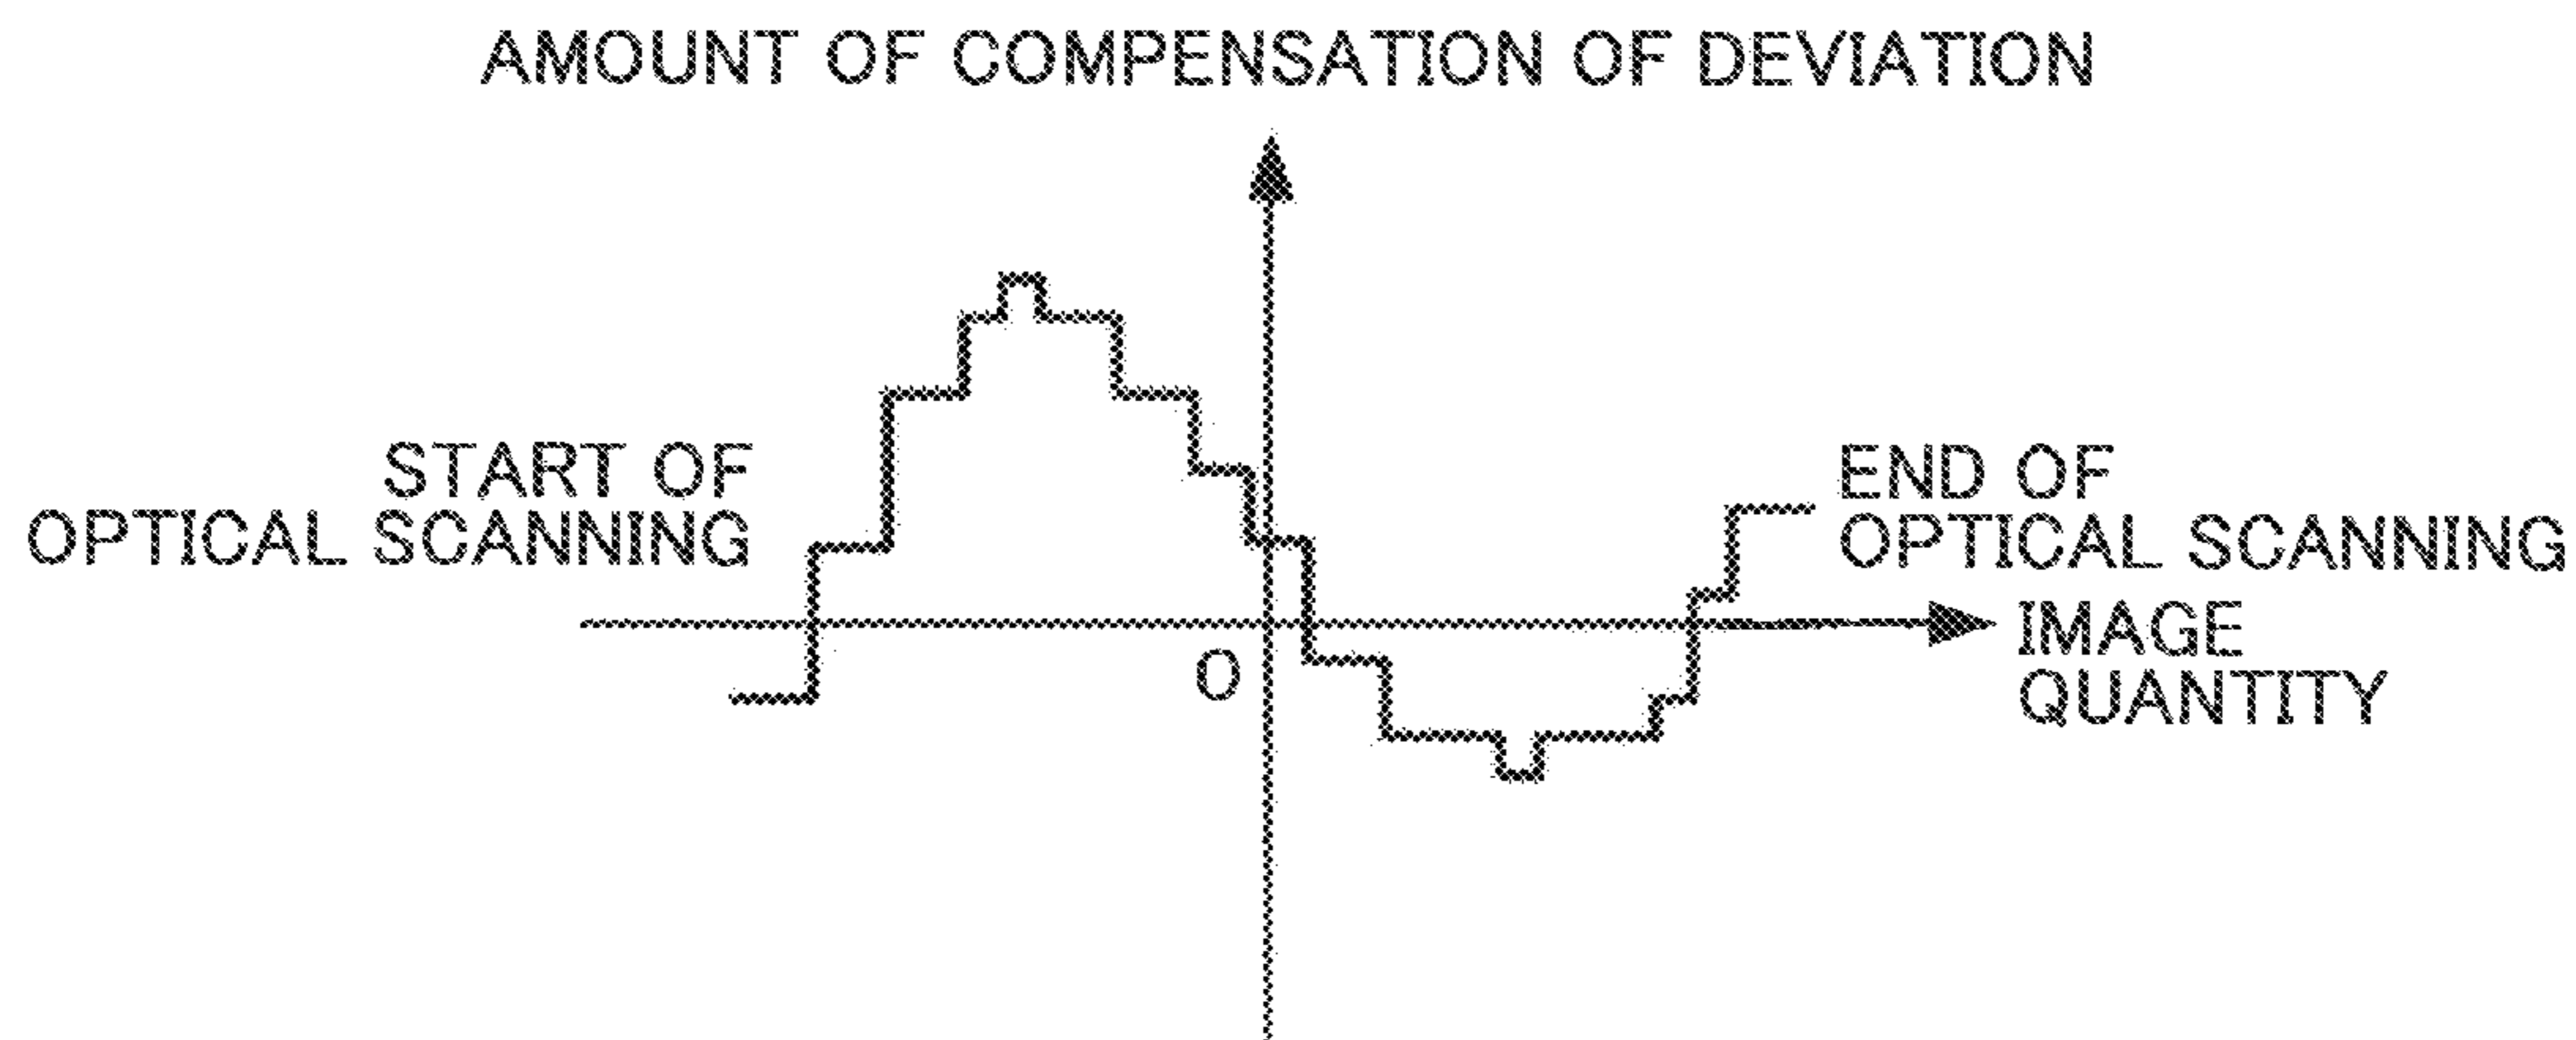 AMOUNT OF COMPENSATION OF DEVIATION
START OF
OPTICAL SCANNING
END OF
OPTICAL SCANNING
O
IMAGE
QUANTITY